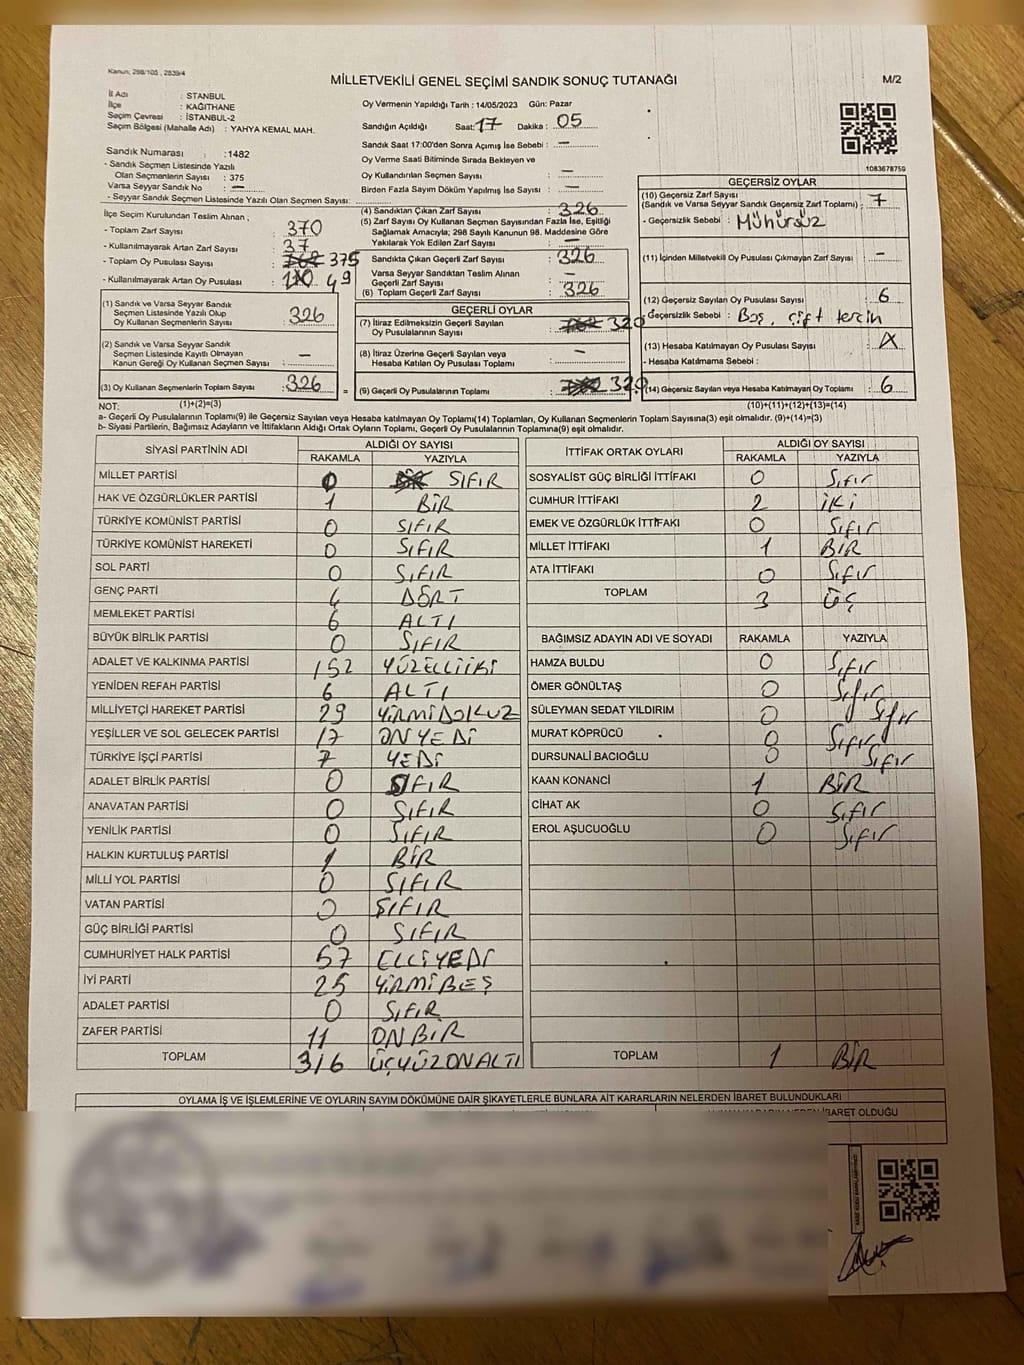 Kanun; 298/105 , 2839/4
MİLLETVEKİLİ GENEL SEÇİMİ SANDIK SONUÇ TUTANAĞI
M/2
İl Adı : STANBUL
İlçe : KAĞITHANE
Seçim Çevresi : İSTANBUL-2
Seçim Bölgesi (Mahalle Adı) : YAHYA KEMAL MAH.
Sandık Numarası : :1482
- Sandık Seçmen Listesinde Yazılı
Olan Seçmenlerin Sayısı : 375
Varsa Seyyar Sandık No : —
- Seyyar Sandık Seçmen Listesinde Yazılı Olan Seçmen Sayısı:
Oy Vermenin Yapıldığı Tarih : 14/05/2023 Gün: Pazar
Sandığın Açıldığı Saat: 17 Dakika : 05
Sandık Saat 17:00'den Sonra Açımış İse Sebebi : —
Oy Verme Saati Bitiminde Sırada Bekleyen ve
Oy Kullandırılan Seçmen Sayısı : —
Birden Fazla Sayım Döküm Yapılmış İse Sayısı : —
1083678759
İlçe Seçim Kurulundan Teslim Alınan ;
- Toplam Zarf Sayısı : 370
- Kullanılmayarak Artan Zarf Sayısı : 37
- Toplam Oy Pusulası Sayısı : 375
- Kullanılmayarak Artan Oy Pusulası : 49
(4) Sandıktan Çıkan Zarf Sayısı : 326
(5) Zarf Sayısı Oy Kullanan Seçmen Sayısından Fazla İse, Eşitliği
Sağlamak Amacıyla; 298 Sayılı Kanunun 98. Maddesine Göre
Yakılarak Yok Edilen Zarf Sayısı : —
Sandıkta Çıkan Geçerli Zarf Sayısı : 326
Varsa Seyyar Sandıktan Teslim Alınan
Geçerli Zarf Sayısı : —
(6) Toplam Geçerli Zarf Sayısı : 326
GEÇERSİZ OYLAR
(10) Geçersiz Zarf Sayısı
(Sandık ve Varsa Seyyar Sandık Geçersiz Zarf Toplamı) : 7
- Geçersizlik Sebebi : Mühürsüz
(11) İçinden Milletvekili Oy Pusulası Çıkmayan Zarf Sayısı : -
(12) Geçersiz Sayılan Oy Pusulası Sayısı : 6
- Geçersizlik Sebebi : Boş, çift tercih
(13) Hesaba Katılmayan Oy Pusulası Sayısı :
- Hesaba Katılmama Sebebi :
(14) Geçersiz Sayılan veya Hesaba Katılmayan Oy Toplamı : 6
(10)+(11)+(12)+(13)=(14)
(1) Sandık ve Varsa Seyyar Sandık
Seçmen Listesinde Yazılı Olup
Oy Kullanan Seçmenlerin Sayısı : 326
(2) Sandık ve Varsa Seyyar Sandık
Seçmen Listesinde Kayıtlı Olmayan
Kanun Gereği Oy Kullanan Seçmen Sayısı : —
(3) Oy Kullanan Seçmenlerin Toplam Sayısı : 326
(1)+(2)=(3)
GEÇERLİ OYLAR
(7) İtiraz Edilmeksizin Geçerli Sayılan
Oy Pusulalarının Sayısı : 320
(8) İtiraz Üzerine Geçerli Sayılan veya
Hesaba Katılan Oy Pusulası Toplamı : —
(9) Geçerli Oy Pusulalarının Toplamı : 320
NOT:
a- Geçerli Oy Pusulalarının Toplamı(9) ile Geçersiz Sayılan veya Hesaba katılmayan Oy Toplamı(14) Toplamları, Oy Kullanan Seçmenlerin Toplam Sayısına(3) eşit olmalıdır. (9)+(14)=(3)
b- Siyasi Partilerin, Bağımsız Adayların ve İttifakların Aldığı Ortak Oyların Toplamı, Geçerli Oy Pusulalarının Toplamına(9) eşit olmalıdır.
SİYASİ PARTİNİN ADI ALDIĞI OY SAYISI
RAKAMLA YAZIYLA
MİLLET PARTİSİ 0 SIFIR
HAK VE ÖZGÜRLÜKLER PARTİSİ 1 BİR
TÜRKİYE KOMÜNİST PARTİSİ 0 SIFIR
TÜRKİYE KOMÜNİST HAREKETİ 0 SIFIR
SOL PARTİ 0 SIFIR
GENÇ PARTİ 4 DÖRT
MEMLEKET PARTİSİ 6 ALTI
BÜYÜK BİRLİK PARTİSİ 0 SIFIR
ADALET VE KALKINMA PARTİSİ 152 YÜZELLİİKİ
YENİDEN REFAH PARTİSİ 6 ALTI
MİLLİYETÇİ HAREKET PARTİSİ 29 YİRMİDOKUZ
YEŞİLLER VE SOL GELECEK PARTİSİ 17 ON YEDİ
TÜRKİYE İŞÇİ PARTİSİ 7 YEDİ
ADALET BİRLİK PARTİSİ 0 SIFIR
ANAVATAN PARTİSİ 0 SIFIR
YENİLİK PARTİSİ 0 SIFIR
HALKIN KURTULUŞ PARTİSİ 1 BİR
MİLLİ YOL PARTİSİ 0 SIFIR
VATAN PARTİSİ 0 SIFIR
GÜÇ BİRLİĞİ PARTİSİ 0 SIFIR
CUMHURİYET HALK PARTİSİ 57 ELLİYEDİ
İYİ PARTİ 25 YİRMİBEŞ
ADALET PARTİSİ 0 SIFIR
ZAFER PARTİSİ 11 ONBİR
TOPLAM 316 ÜÇYÜZONALTI
İTTİFAK ORTAK OYLARI ALDIĞI OY SAYISI
RAKAMLA YAZIYLA
SOSYALİST GÜÇ BİRLİĞİ İTTİFAKI 0 Sıfır
CUMHUR İTTİFAKI 2 İKİ
EMEK VE ÖZGÜRLÜK İTTİFAKI 0 Sıfır
MİLLET İTTİFAKI 1 BİR
ATA İTTİFAKI 0 Sıfır
TOPLAM 3 ÜÇ
BAĞIMSIZ ADAYIN ADI VE SOYADI RAKAMLA YAZIYLA
HAMZA BULDU 0 Sıfır
ÖMER GÖNÜLTAŞ 0 Sıfır
SÜLEYMAN SEDAT YILDIRIM 0 Sıfır
MURAT KÖPRÜCÜ 0 Sıfır
DURSUNALİ BACIOĞLU 0 Sıfır
KAAN KONANCİ 1 BİR
CİHAT AK 0 Sıfır
EROL AŞUCUOĞLU 0 Sıfır
TOPLAM 1 BİR
OYLAMA İŞ VE İŞLEMLERİNE VE OYLARIN SAYIM DÖKÜMÜNE DAİR ŞİKAYETLERLE BUNLARA AİT KARARLARIN NELERDEN İBARET BULUNDUKLARI
İBARET OLDUĞU